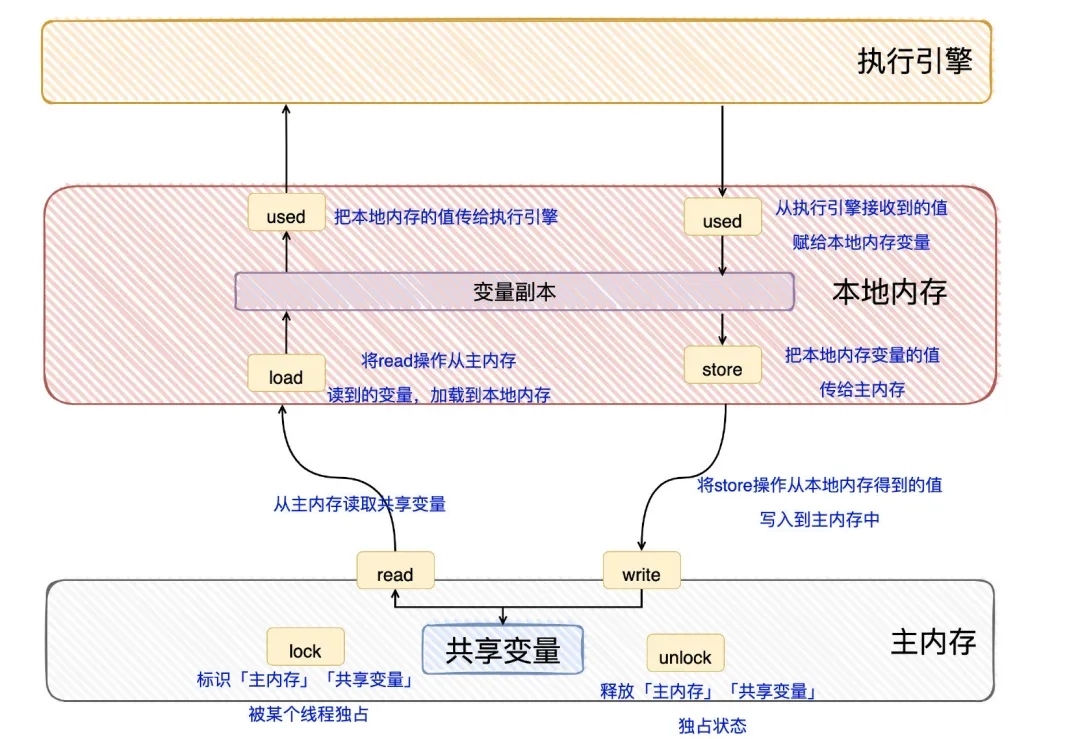 执行引擎
used
把本地内存的值传给执行引擎
used
从执行引擎接收到的值
赋给本地内存变量
变量副本
本地内存
load
将read操作从主内存
读到的变量，加载到本地内存
store
把本地内存变量的值
传给主内存
从主内存读取共享变量
将store操作从本地内存得到的值
写入到主内存中
read
write
lock
标识「主内存」「共享变量」
被某个线程独占
共享变量
unlock
释放「主内存」「共享变量」
独占状态
主内存